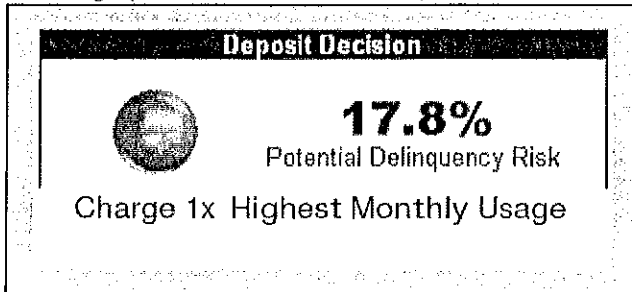 Deposit Decision
17.8%
Potential Delinquency Risk
Charge 1x Highest Monthly Usage